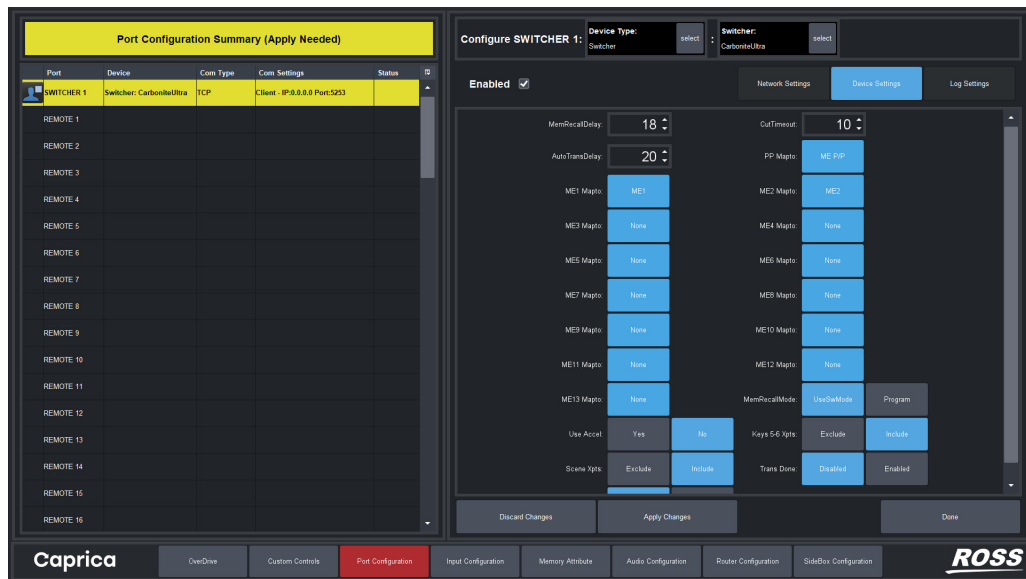 Port Configuration Summary (Apply Needed)
Port Device Com Type Com Settings Status
SWITCHER 1 Switcher: CarboniteUltra TCP Client - IP:0.0.0.0 Port:5253
REMOTE 1
REMOTE 2
REMOTE 3
REMOTE 4
REMOTE 5
REMOTE 6
REMOTE 7
REMOTE 8
REMOTE 9
REMOTE 10
REMOTE 11
REMOTE 12
REMOTE 13
REMOTE 14
REMOTE 15
REMOTE 16
Configure SWITCHER 1: Device Type: Switcher select : Switcher: CarboniteUltra select
Enabled Network Settings Device Settings Log Settings
MemRecallDelay: 18 CutTimeout: 10
AutoTransDelay: 20 PP Mapto: ME P/P
ME1 Mapto: ME1 ME2 Mapto: ME2
ME3 Mapto: None ME4 Mapto: None
ME5 Mapto: None ME6 Mapto: None
ME7 Mapto: None ME8 Mapto: None
ME9 Mapto: None ME10 Mapto: None
ME11 Mapto: None ME12 Mapto: None
ME13 Mapto: None MemRecallMode: UseSwMode Program
Use Accel: Yes No Keys 5-6 Xpts: Exclude Include
Scene Xpts: Exclude Include Trans Done: Disabled Enabled
Discard Changes Apply Changes Done
Caprica OverDrive Custom Controls Port Configuration Input Configuration Memory Attribute Audio Configuration Router Configuration SideBox Configuration ROSS